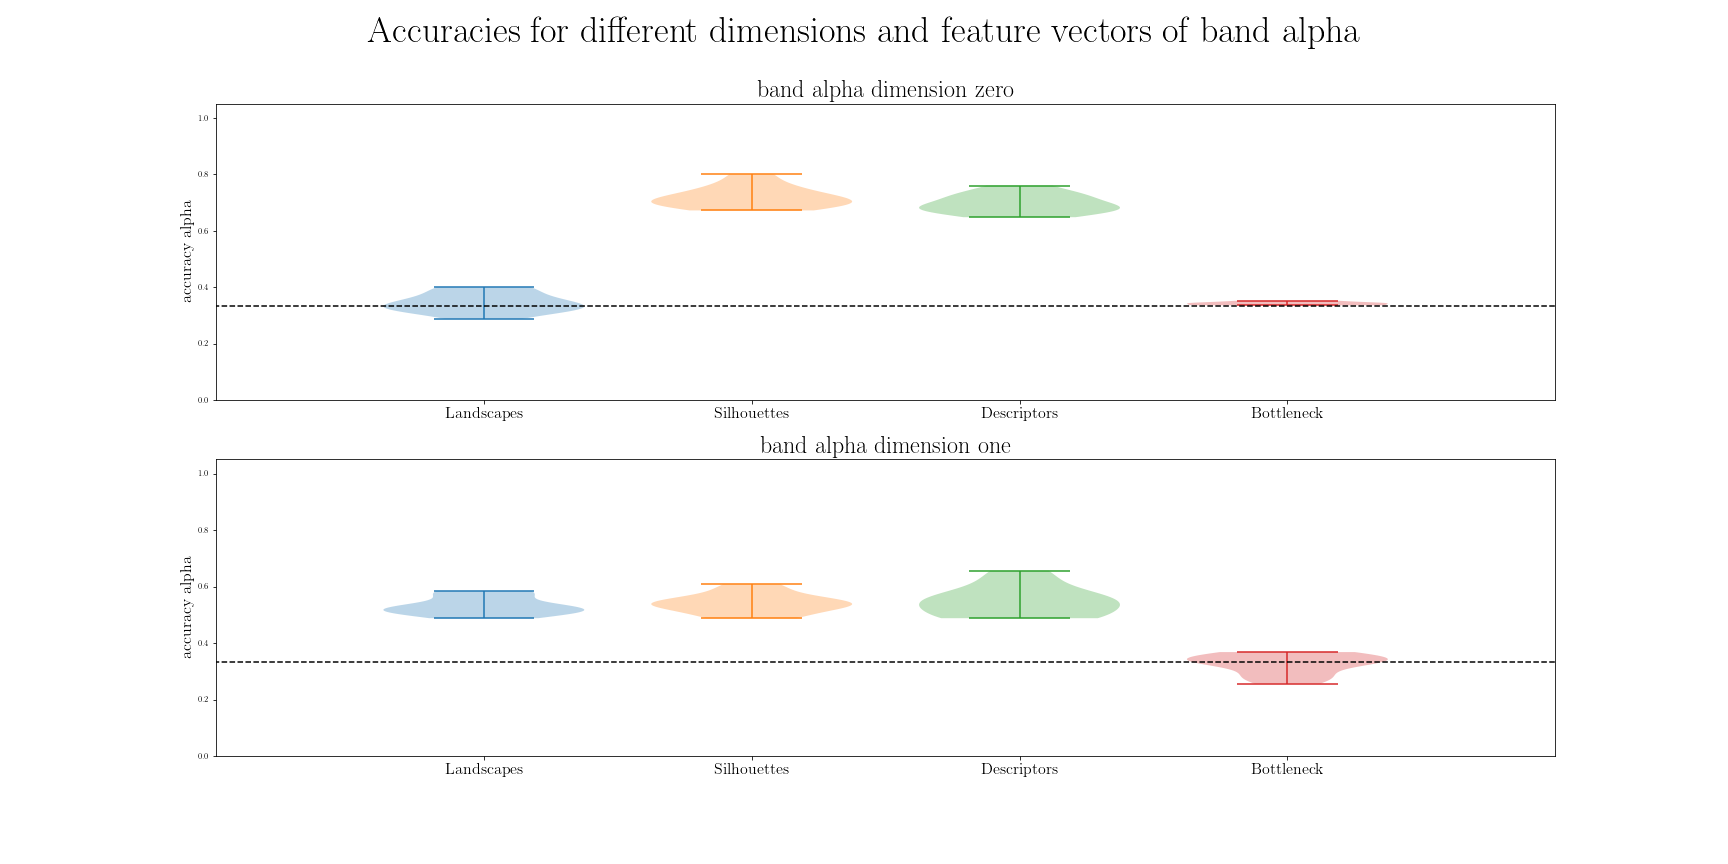 Accuracies for different dimensions and feature vectors of band alpha
band alpha dimension zero
accuracy alpha
1.0
0.8
0.6
0.4
0.2
0.0
Landscapes Silhouettes Descriptors Bottleneck
band alpha dimension one
accuracy alpha
1.0
0.8
0.6
0.4
0.2
0.0
Landscapes Silhouettes Descriptors Bottleneck